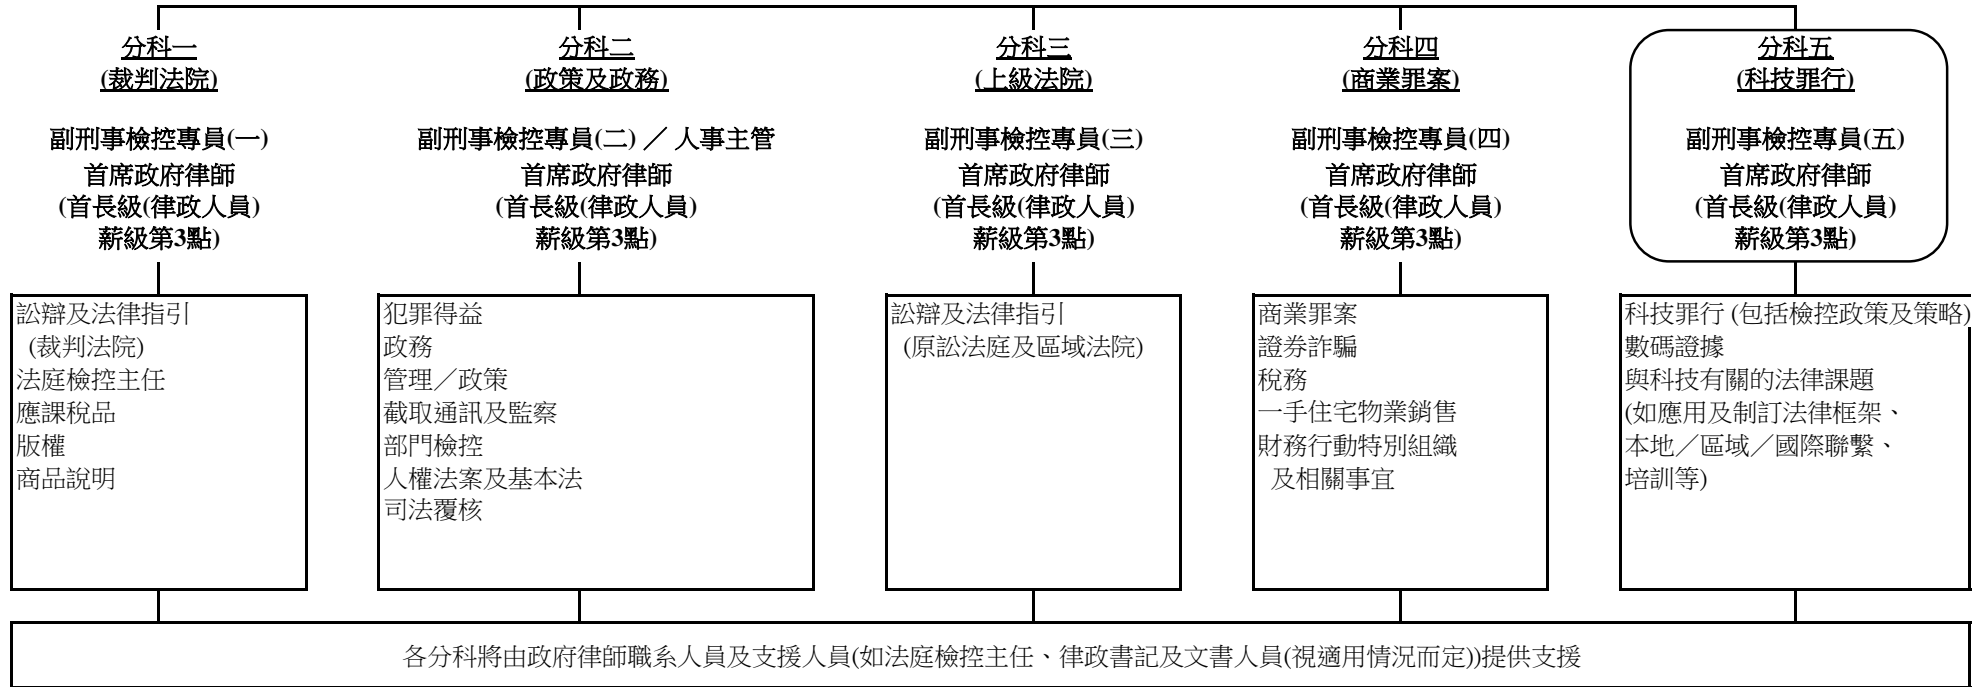 分科一
(裁判法院)
副刑事檢控專員(一)
首席政府律師
(首長級(律政人員)
薪級第3點)
訟辯及法律指引
(裁判法院)
法庭檢控主任
應課稅品
版權
商品說明
分科二
(政策及政務)
副刑事檢控專員(二) ／ 人事主管
首席政府律師
(首長級(律政人員)
薪級第3點)
犯罪得益
政務
管理／政策
截取通訊及監察
部門檢控
人權法案及基本法
司法覆核
分科三
(上級法院)
副刑事檢控專員(三)
首席政府律師
(首長級(律政人員)
薪級第3點)
訟辯及法律指引
(原訟法庭及區域法院)
分科四
(商業罪案)
副刑事檢控專員(四)
首席政府律師
(首長級(律政人員)
薪級第3點)
商業罪案
證券詐騙
稅務
一手住宅物業銷售
財務行動特別組織
及相關事宜
分科五
(科技罪行)
副刑事檢控專員(五)
首席政府律師
(首長級(律政人員)
薪級第3點)
科技罪行 (包括檢控政策及策略)
數碼證據
與科技有關的法律課題
(如應用及制訂法律框架、
本地／區域／國際聯繫、
培訓等)
各分科將由政府律師職系人員及支援人員(如法庭檢控主任、律政書記及文書人員(視適用情況而定))提供支援